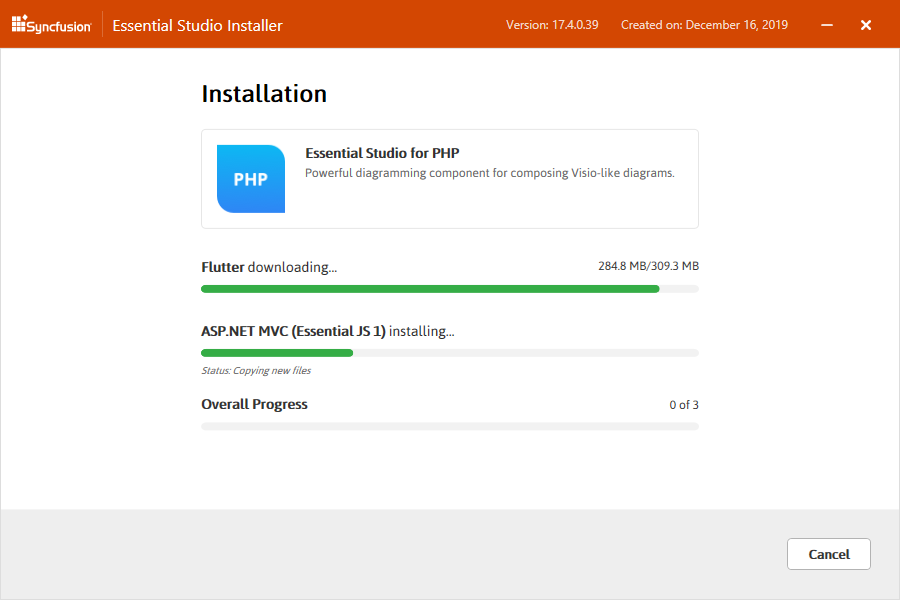 Syncfusion Essential Studio Installer Version: 17.4.0.39 Created on: December 16, 2019
Installation
PHP
Essential Studio for PHP
Powerful diagramming component for composing Visio-like diagrams.
Flutter downloading... 284.8 MB/309.3 MB
ASP.NET MVC (Essential JS 1) installing...
Status: Copying new files
Overall Progress 0 of 3
Cancel